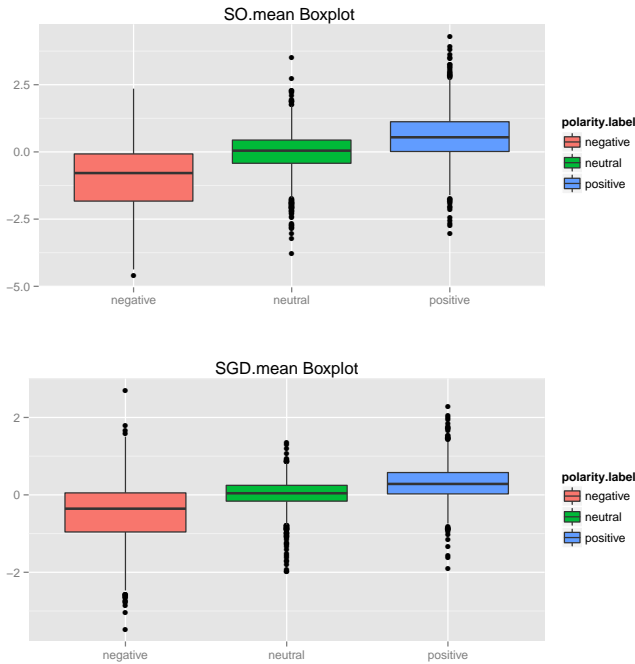 SO.mean Boxplot
2.5
0.0
−2.5
−5.0
negative
neutral
positive
polarity.label
negative
neutral
positive
SGD.mean Boxplot
2
0
−2
negative
neutral
positive
polarity.label
negative
neutral
positive